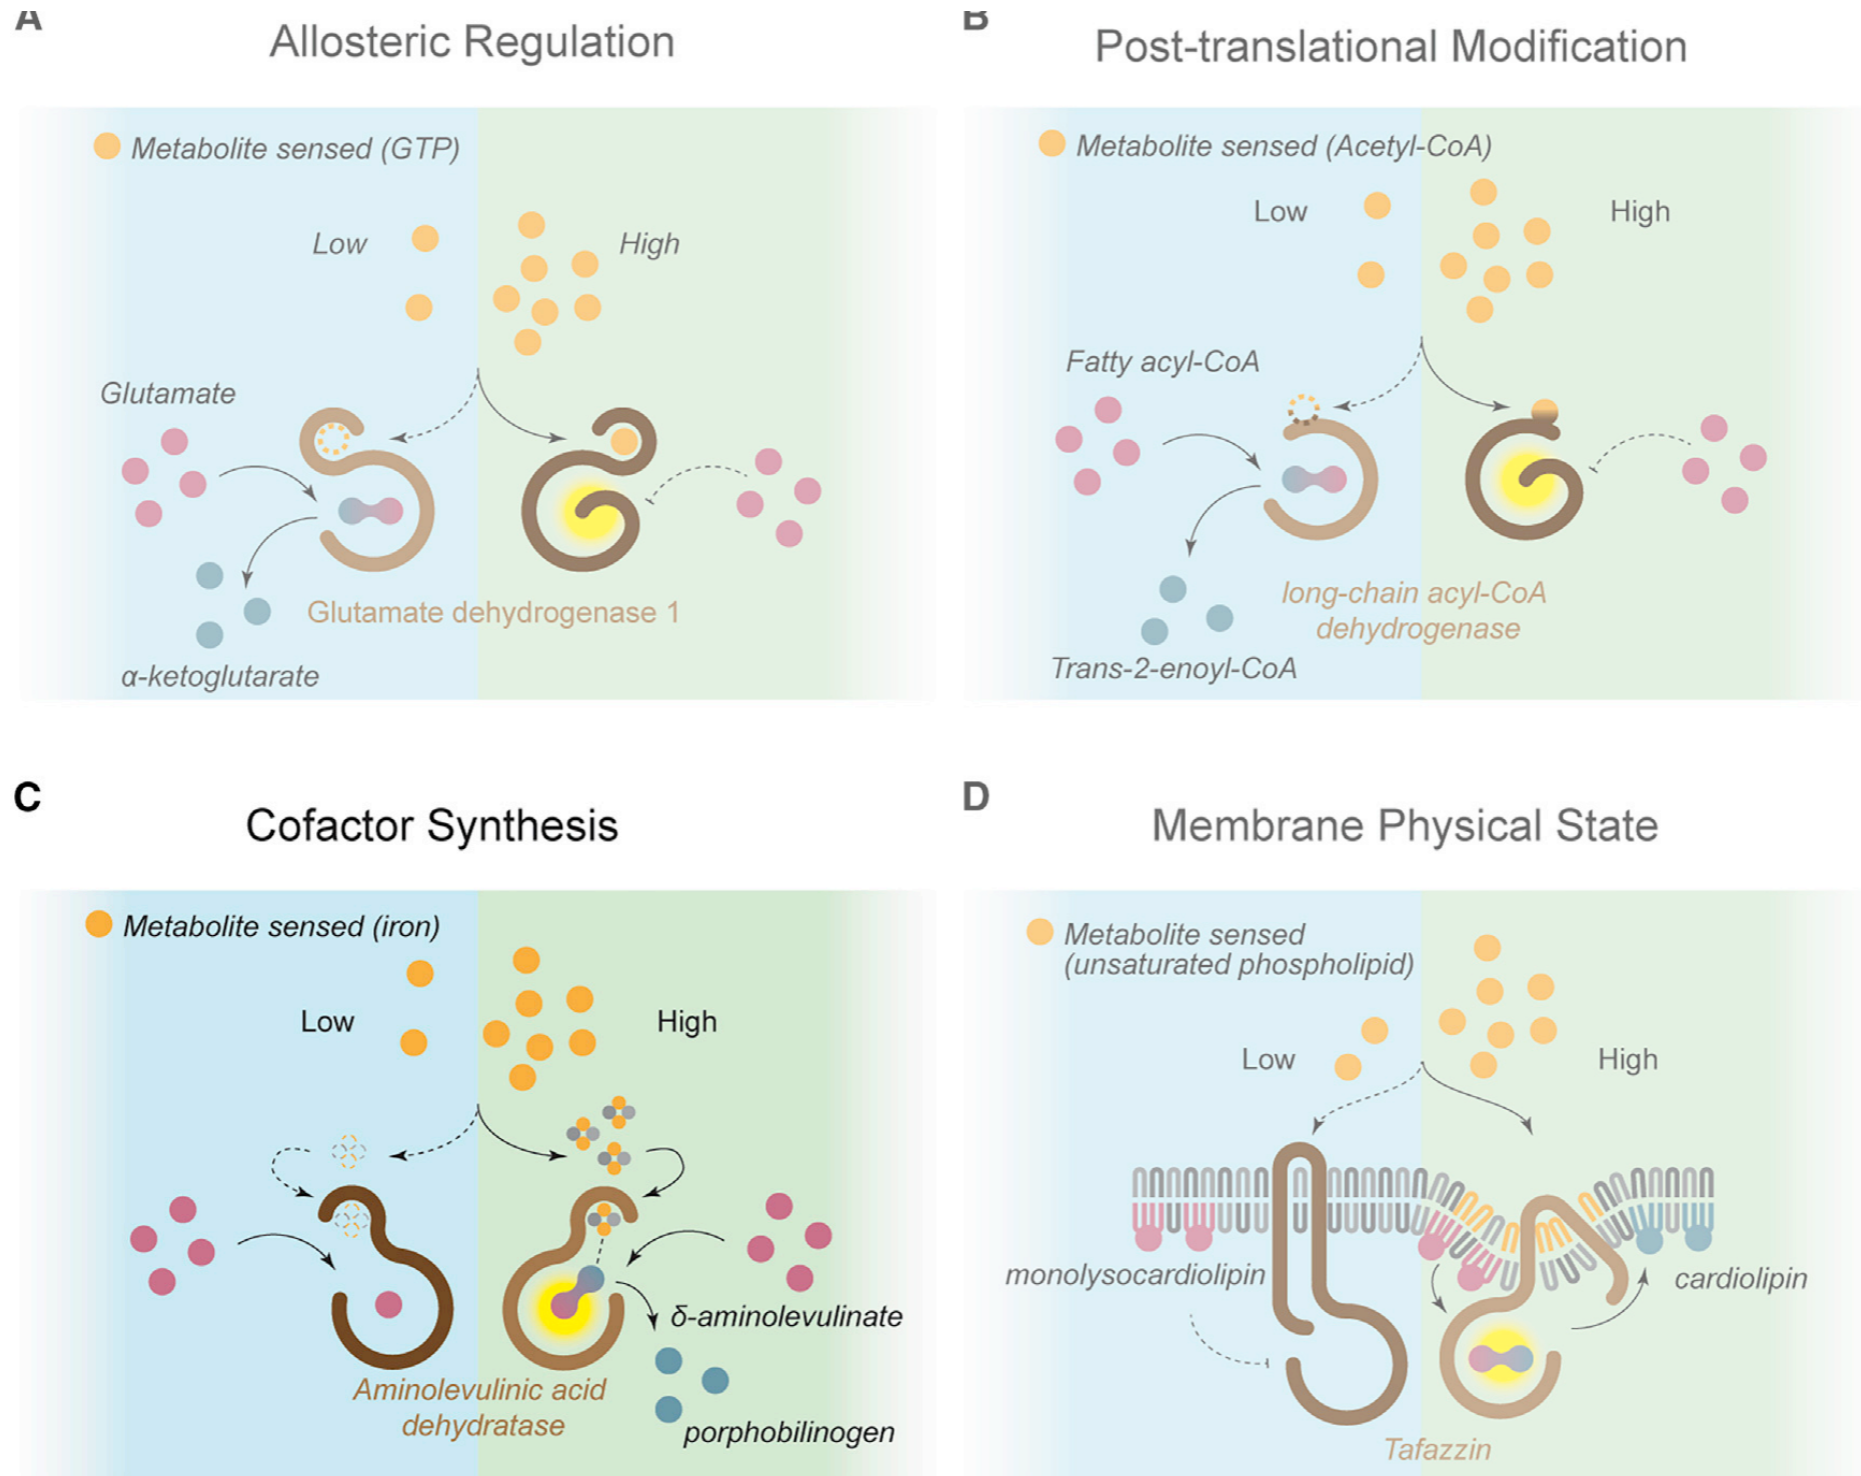 A
Allosteric Regulation
Metabolite sensed (GTP)
Low
High
Glutamate
Glutamate dehydrogenase 1
α-ketoglutarate
B
Post-translational Modification
Metabolite sensed (Acetyl-CoA)
Low
High
Fatty acyl-CoA
long-chain acyl-CoA
dehydrogenase
Trans-2-enoyl-CoA
C
Cofactor Synthesis
Metabolite sensed (iron)
Low
High
δ-aminolevulinate
Aminolevulinic acid
dehydratase
porphobilinogen
D
Membrane Physical State
Metabolite sensed
(unsaturated phospholipid)
Low
High
monolysocardiolipin
cardiolipin
Tafazzin